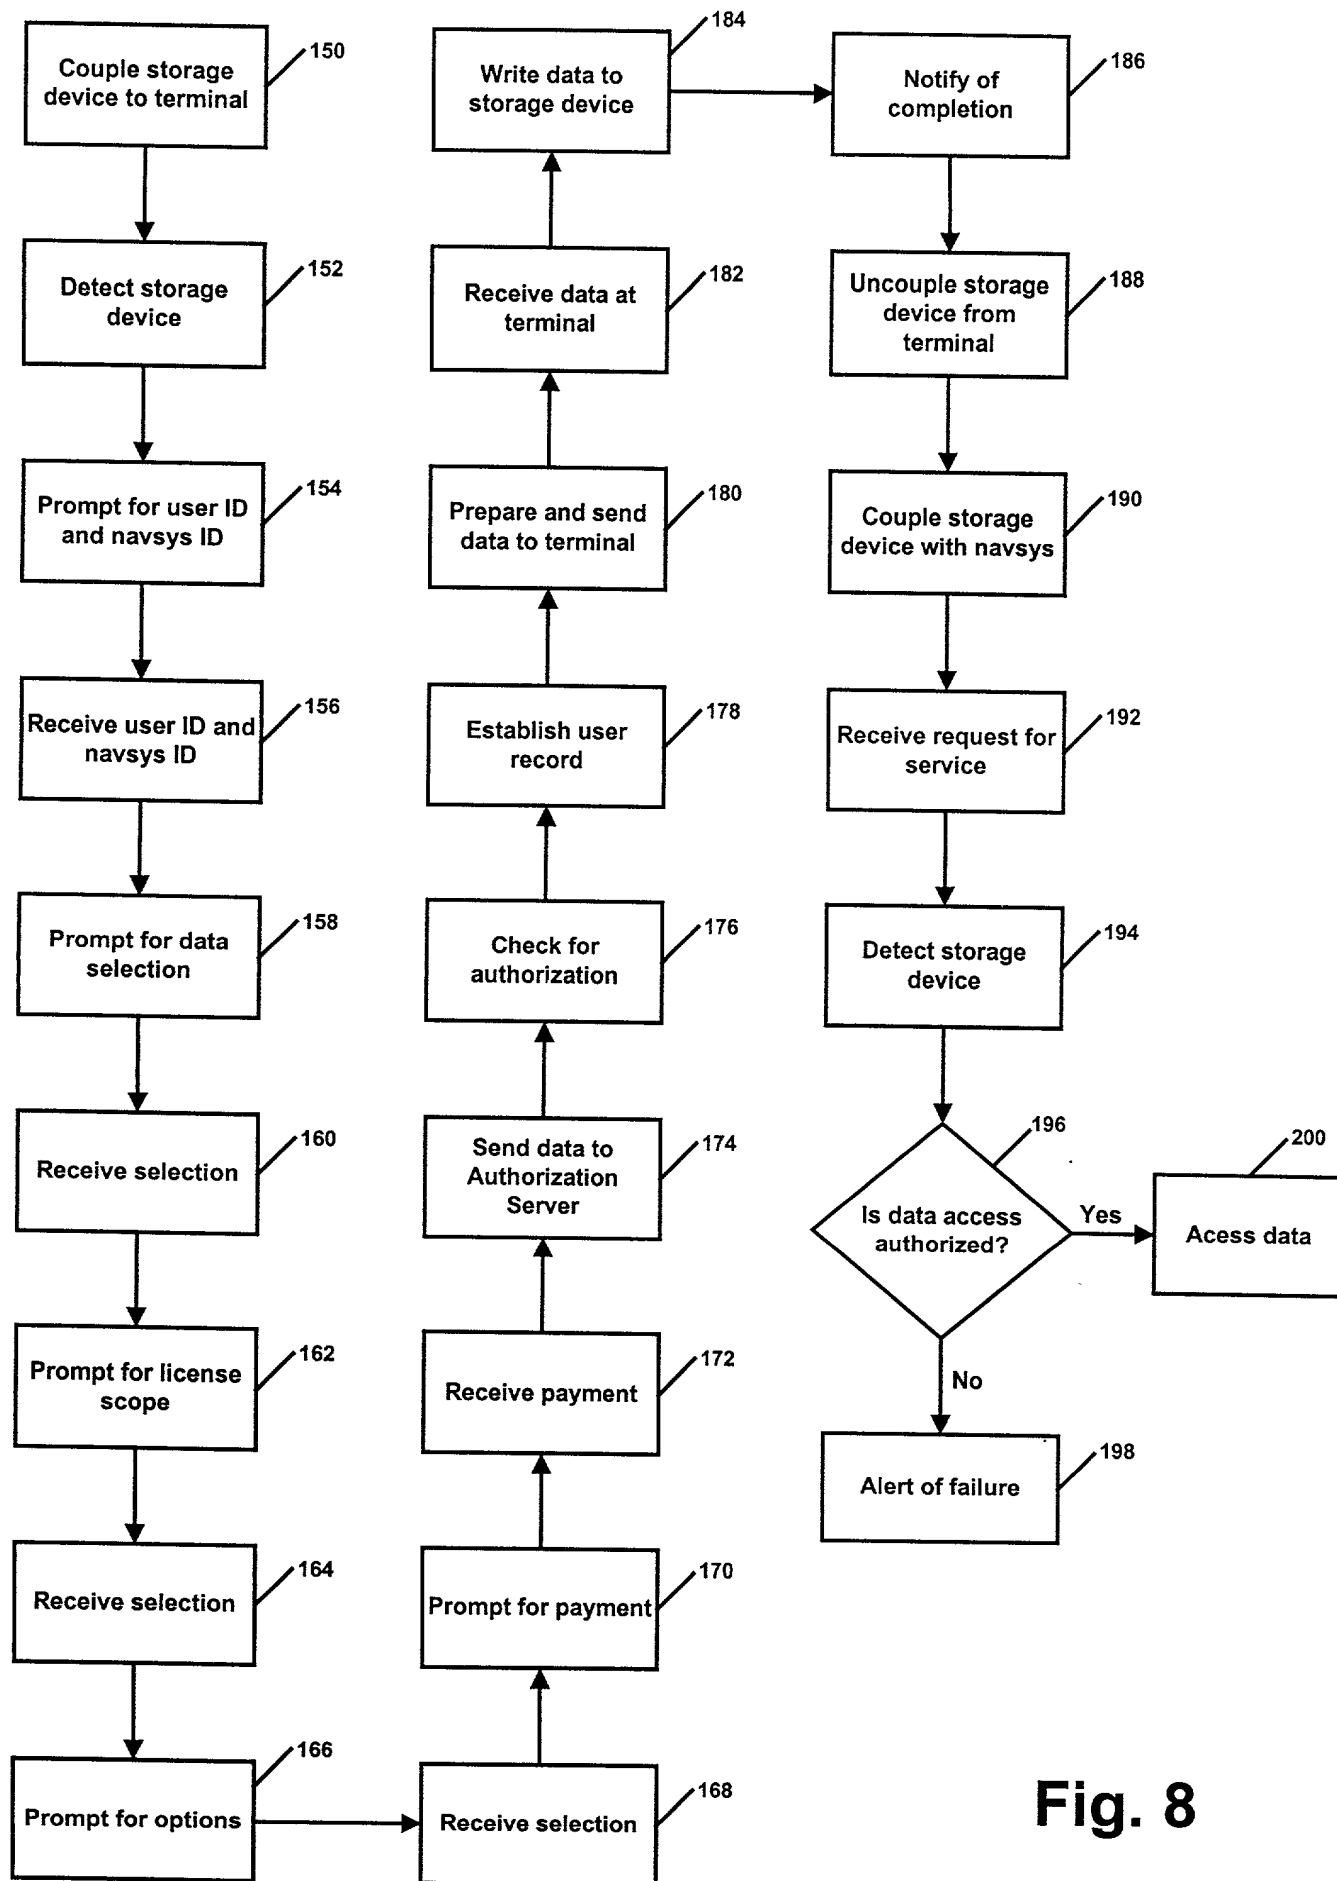 Couple storage
device to terminal
150
Detect storage
device
152
Prompt for user ID
and navsys ID
154
Receive user ID and
navsys ID
156
Prompt for data
selection
158
Receive selection
160
Prompt for license
scope
162
Receive selection
164
Prompt for options
166
Receive selection
168
Prompt for payment
170
Receive payment
172
Send data to
Authorization
Server
174
Check for
authorization
176
Establish user
record
178
Prepare and send
data to terminal
180
Receive data at
terminal
182
Write data to
storage device
184
Notify of
completion
186
Uncouple storage
device from
terminal
188
Couple storage
device with navsys
190
Receive request for
service
192
Detect storage
device
194
Is data access
authorized?
196
Yes
Acess data
200
No
Alert of failure
198
Fig. 8